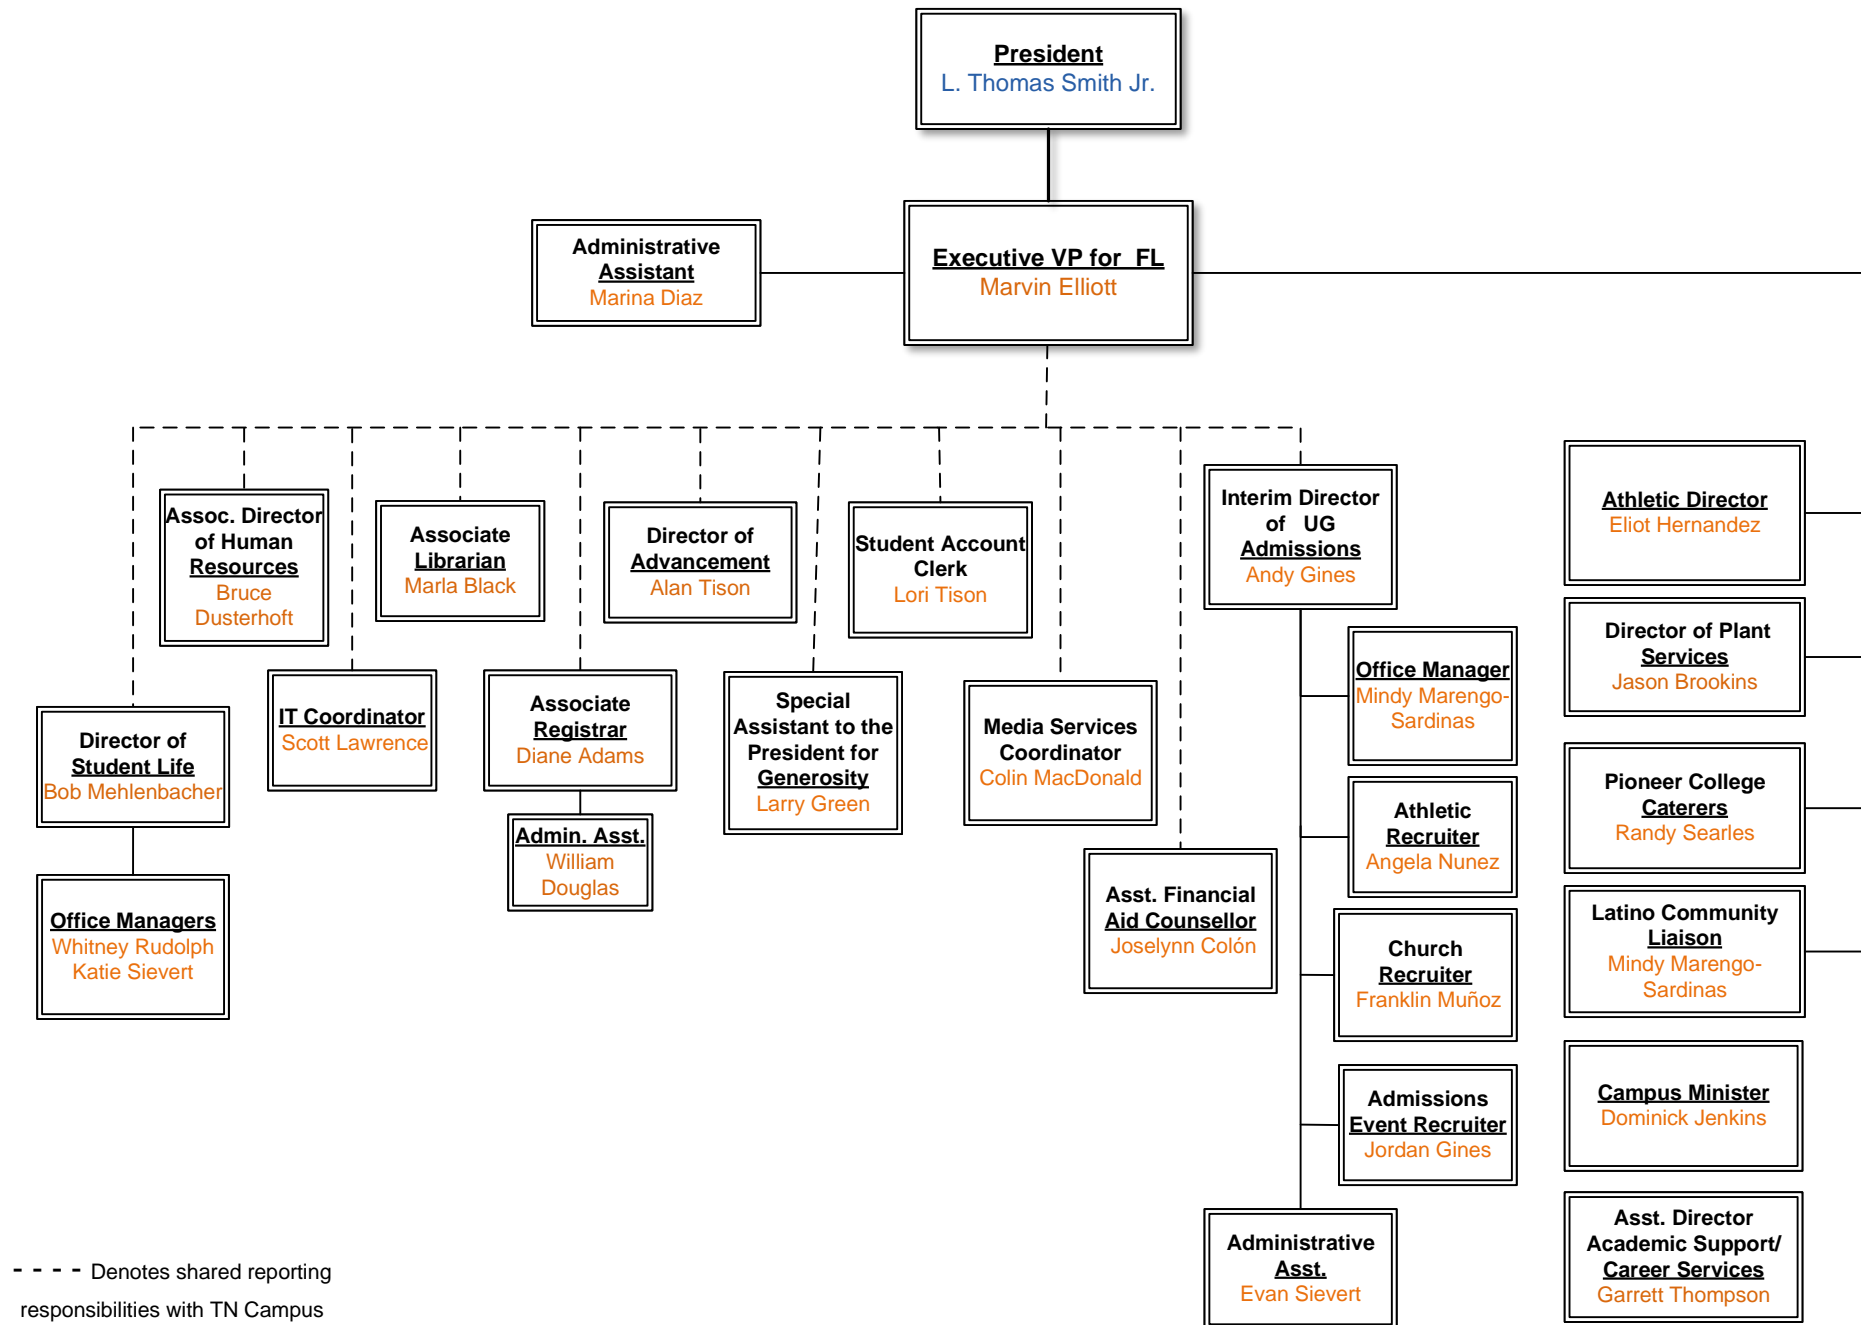 President
L. Thomas Smith Jr.
Administrative
Assistant
Marina Diaz
Executive VP for FL
Marvin Elliott
Assoc. Director
of Human
Resources
Bruce
Dusterhoft
Associate
Librarian
Marla Black
Director of
Advancement
Alan Tison
Student Account
Clerk
Lori Tison
Interim Director
of UG
Admissions
Andy Gines
Athletic Director
Eliot Hernandez
Director of Plant
Services
Jason Brookins
Office Manager
Mindy Marengo-
Sardinas
Director of
Student Life
Bob Mehlenbacher
IT Coordinator
Scott Lawrence
Associate
Registrar
Diane Adams
Special
Assistant to the
President for
Generosity
Larry Green
Media Services
Coordinator
Colin MacDonald
Pioneer College
Caterers
Randy Searles
Athletic
Recruiter
Angela Nunez
Admin. Asst.
William
Douglas
Office Managers
Whitney Rudolph
Katie Sievert
Asst. Financial
Aid Counsellor
Joselynn Colón
Church
Recruiter
Franklin Muñoz
Latino Community
Liaison
Mindy Marengo-
Sardinas
Admissions
Event Recruiter
Jordan Gines
Campus Minister
Dominick Jenkins
Administrative
Asst.
Evan Sievert
Asst. Director
Academic Support/
Career Services
Garrett Thompson
- - - - Denotes shared reporting
responsibilities with TN Campus